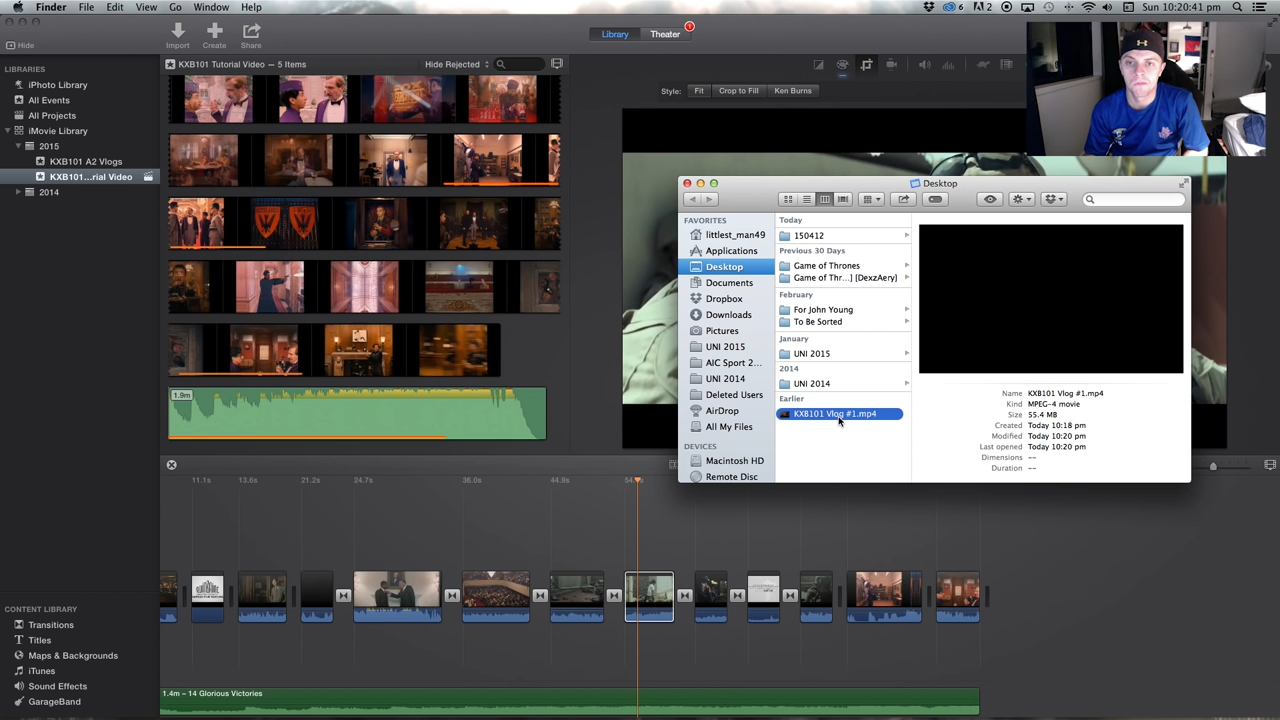 Finder File Edit View Go Window Help
6 2 Sun 10:20:41 pm
Hide Import Create Share Library Theater 1
LIBRARIES
iPhoto Library
All Events
All Projects
iMovie Library
2015
KXB101 A2 Vlogs
KXB101...rial Video
2014
KXB101 Tutorial Video — 5 Items Hide Rejected
1.9m
Style: Fit Crop to Fill Ken Burns
Desktop
FAVORITES
littlest_man49
Applications
Desktop
Documents
Dropbox
Downloads
Pictures
UNI 2015
AIC Sport 2...
UNI 2014
Deleted Users
AirDrop
All My Files
DEVICES
Macintosh HD
Remote Disc
Today
150412
Previous 30 Days
Game of Thrones
Game of Thr...] [DexzAery]
February
For John Young
To Be Sorted
January
UNI 2015
2014
UNI 2014
Earlier
KXB101 Vlog #1.mp4
Name KXB101 Vlog #1.mp4
Kind MPEG-4 movie
Size 55.4 MB
Created Today 10:18 pm
Modified Today 10:20 pm
Last opened Today 10:20 pm
Dimensions --
Duration --
11.1s 13.6s 21.2s 24.7s 36.0s 44.9s
1.4m – 14 Glorious Victories
CONTENT LIBRARY
Transitions
Titles
Maps & Backgrounds
iTunes
Sound Effects
GarageBand